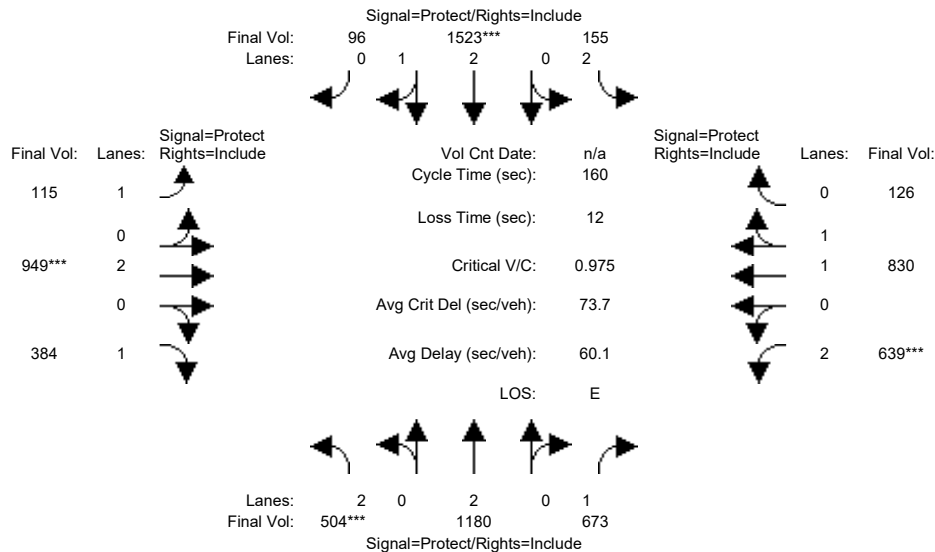 Signal=Protect/Rights=Include
Final Vol: 96 1523*** 155
Lanes: 0 1 2 0 2
Signal=Protect Signal=Protect
Final Vol: Lanes: Rights=Include Vol Cnt Date: n/a Rights=Include Lanes: Final Vol:
Cycle Time (sec): 160
115 1 0 126
Loss Time (sec): 12
0 1
949*** 2 Critical V/C: 0.975 1 830
0 Avg Crit Del (sec/veh): 73.7 0
384 1 Avg Delay (sec/veh): 60.1 2 639***
LOS: E
Lanes: 2 0 2 0 1
Final Vol: 504*** 1180 673
Signal=Protect/Rights=Include